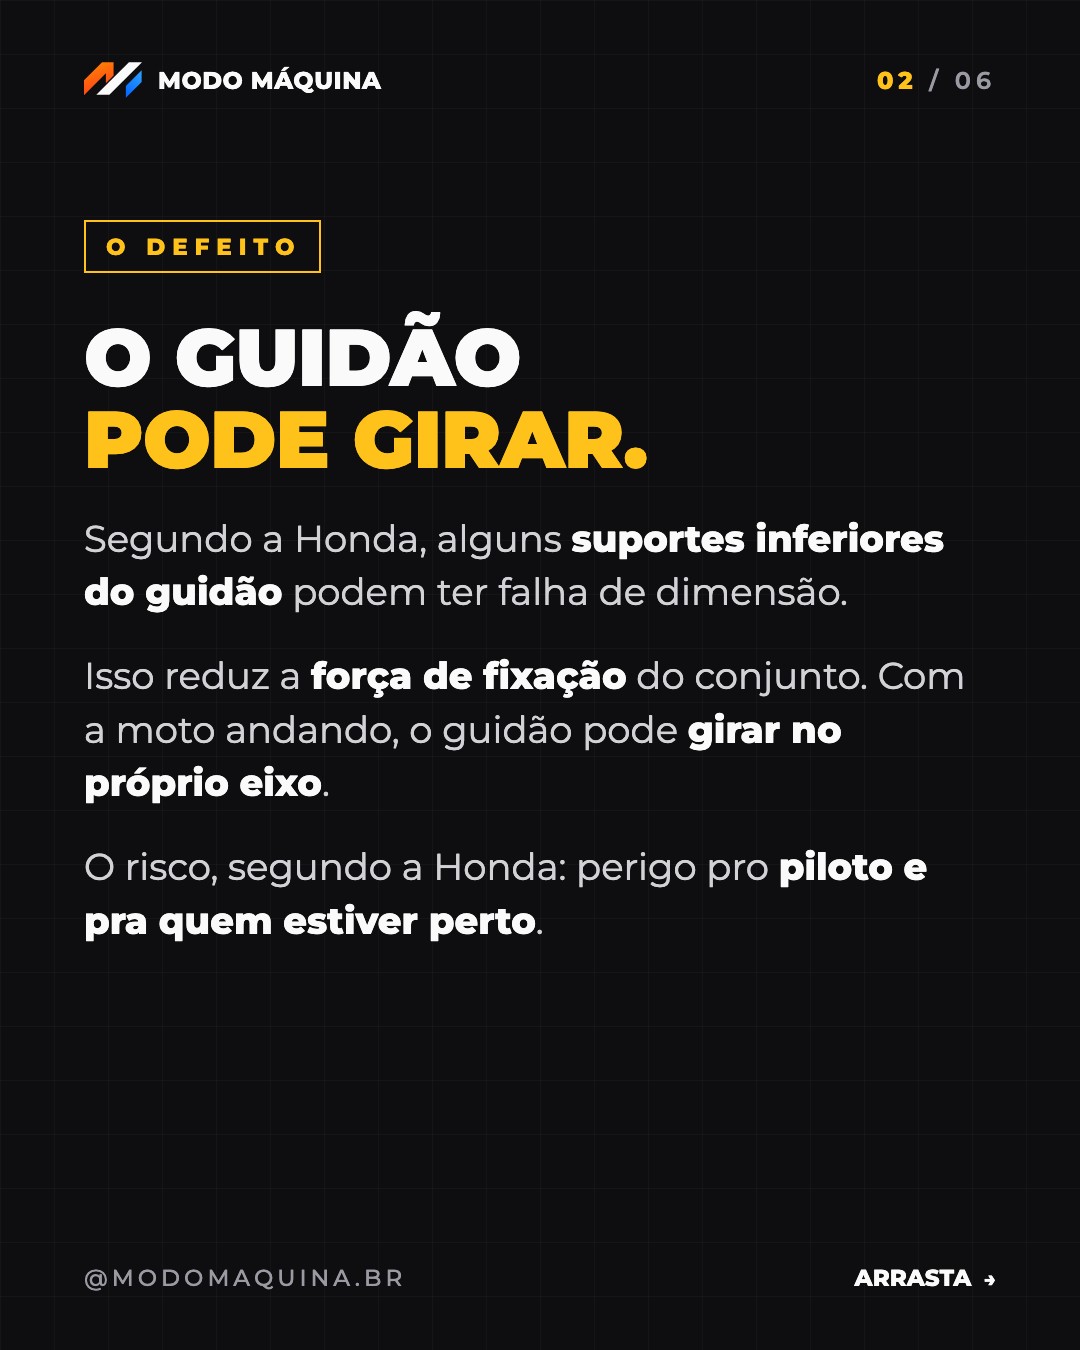 MODO MÁQUINA
02 / 06
O DEFEITO
O GUIDÃO
PODE GIRAR.
Segundo a Honda, alguns suportes inferiores
do guidão podem ter falha de dimensão.
Isso reduz a força de fixação do conjunto. Com
a moto andando, o guidão pode girar no
próprio eixo.
O risco, segundo a Honda: perigo pro piloto e
pra quem estiver perto.
@MODOMAQUINA.BR
ARRASTA →